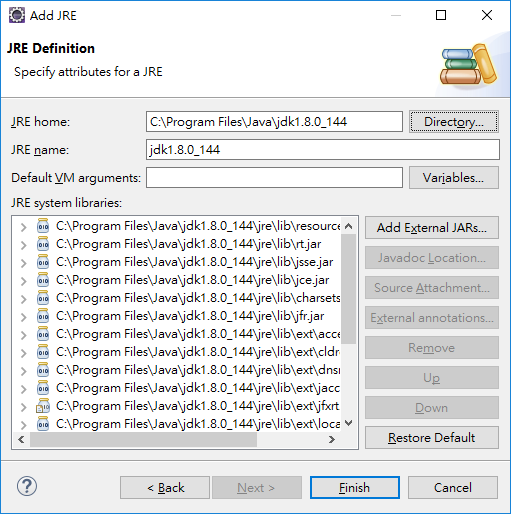 Add JRE
JRE Definition
Specify attributes for a JRE
JRE home:
C:\Program Files\Java\jdk1.8.0_144
Directory...
JRE name:
jdk1.8.0_144
Default VM arguments:
Variables...
JRE system libraries:
C:\Program Files\Java\jdk1.8.0_144\jre\lib\resource
C:\Program Files\Java\jdk1.8.0_144\jre\lib\rt.jar
C:\Program Files\Java\jdk1.8.0_144\jre\lib\jsse.jar
C:\Program Files\Java\jdk1.8.0_144\jre\lib\jce.jar
C:\Program Files\Java\jdk1.8.0_144\jre\lib\charsets
C:\Program Files\Java\jdk1.8.0_144\jre\lib\jfr.jar
C:\Program Files\Java\jdk1.8.0_144\jre\lib\ext\acce
C:\Program Files\Java\jdk1.8.0_144\jre\lib\ext\cldr
C:\Program Files\Java\jdk1.8.0_144\jre\lib\ext\dnsn
C:\Program Files\Java\jdk1.8.0_144\jre\lib\ext\jacc
C:\Program Files\Java\jdk1.8.0_144\jre\lib\ext\jfxrt
C:\Program Files\Java\jdk1.8.0_144\jre\lib\ext\loca
Add External JARs...
Javadoc Location...
Source Attachment...
External annotations...
Remove
Up
Down
Restore Default
?
< Back
Next >
Finish
Cancel